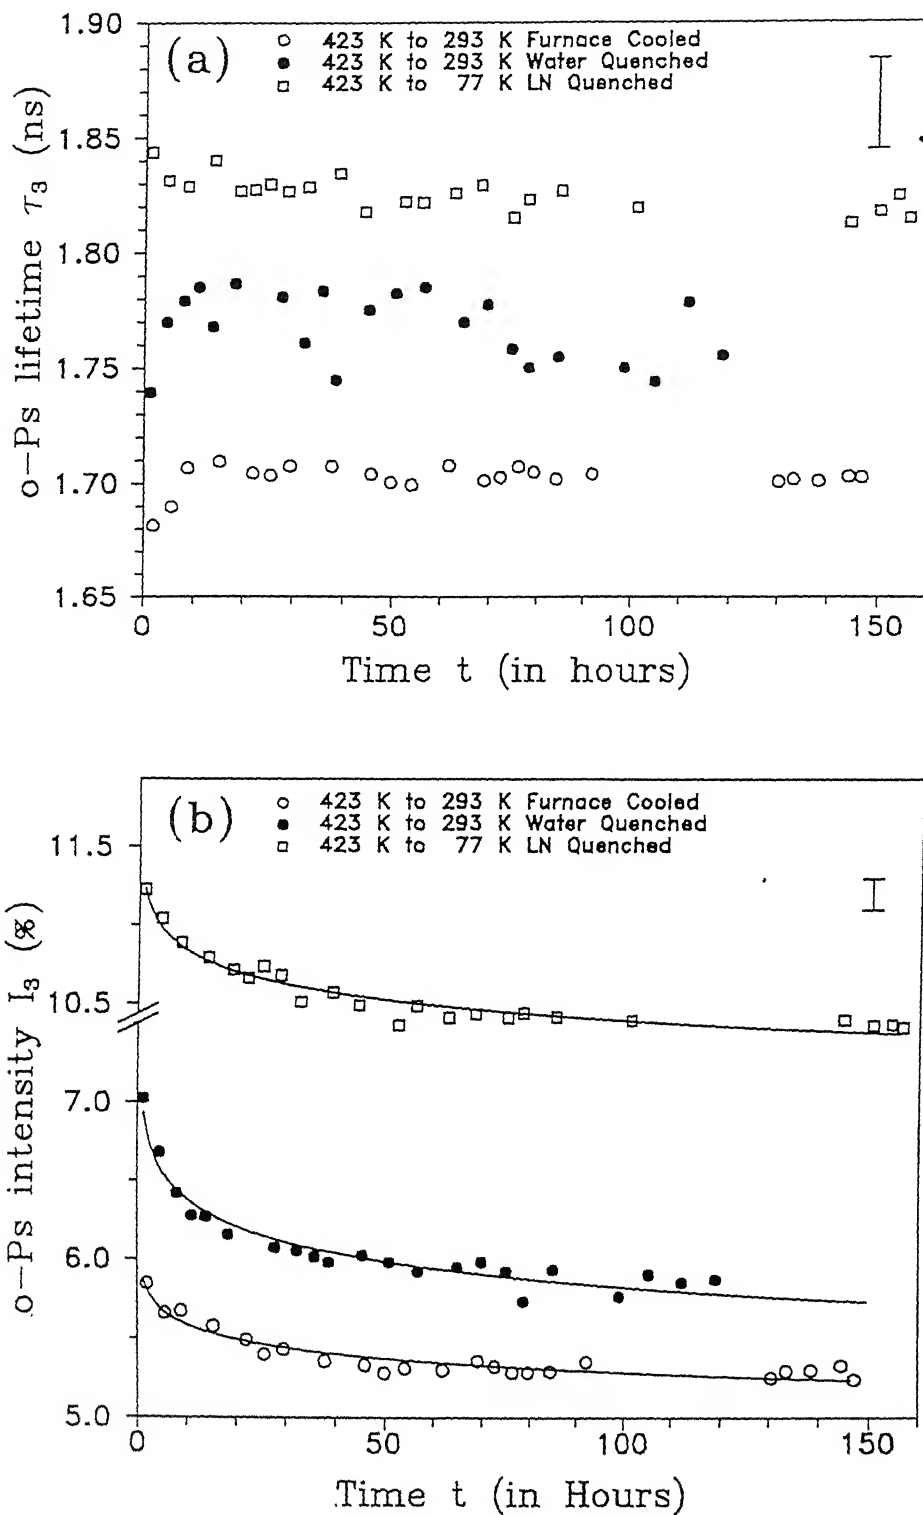 1.90
(a)
423 K to 293 K Furnace Cooled
423 K to 293 K Water Quenched
423 K to 77 K LN Quenched
1.85
1.80
1.75
1.70
1.65
o-Ps lifetime τ3 (ns)
0 50 100 150
Time t (in hours)
(b)
423 K to 293 K Furnace Cooled
423 K to 293 K Water Quenched
423 K to 77 K LN Quenched
11.5
10.5
7.0
6.0
5.0
o-Ps intensity I3 (%)
0 50 100 150
Time t (in Hours)